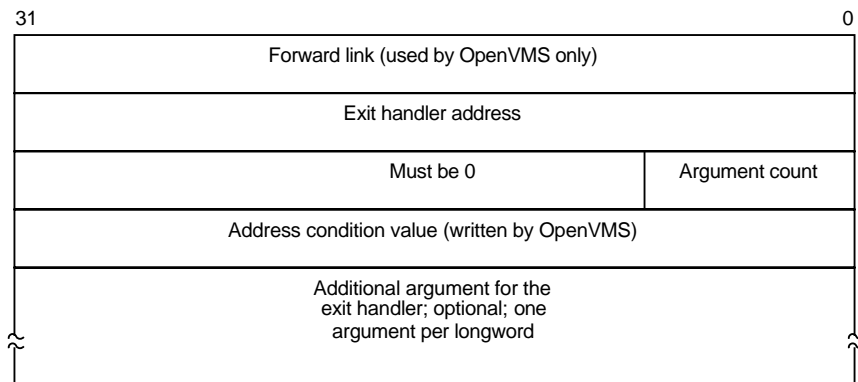 31 0
Forward link (used by OpenVMS only)
Exit handler address
Must be 0 Argument count
Address condition value (written by OpenVMS)
Additional argument for the
exit handler; optional; one
argument per longword